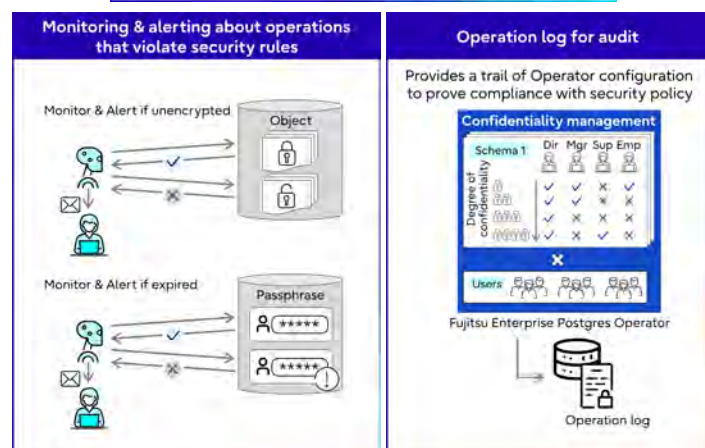 Monitoring & alerting about operations
that violate security rules
Monitor & Alert if unencrypted
Object
Monitor & Alert if expired
Passphrase
*****
*****
Operation log for audit
Provides a trail of Operator configuration
to prove compliance with security policy
Confidentiality management
Schema 1
Dir Mgr Sup Emp
Degree of
confidentiality
Users
Fujitsu Enterprise Postgres Operator
Operation log